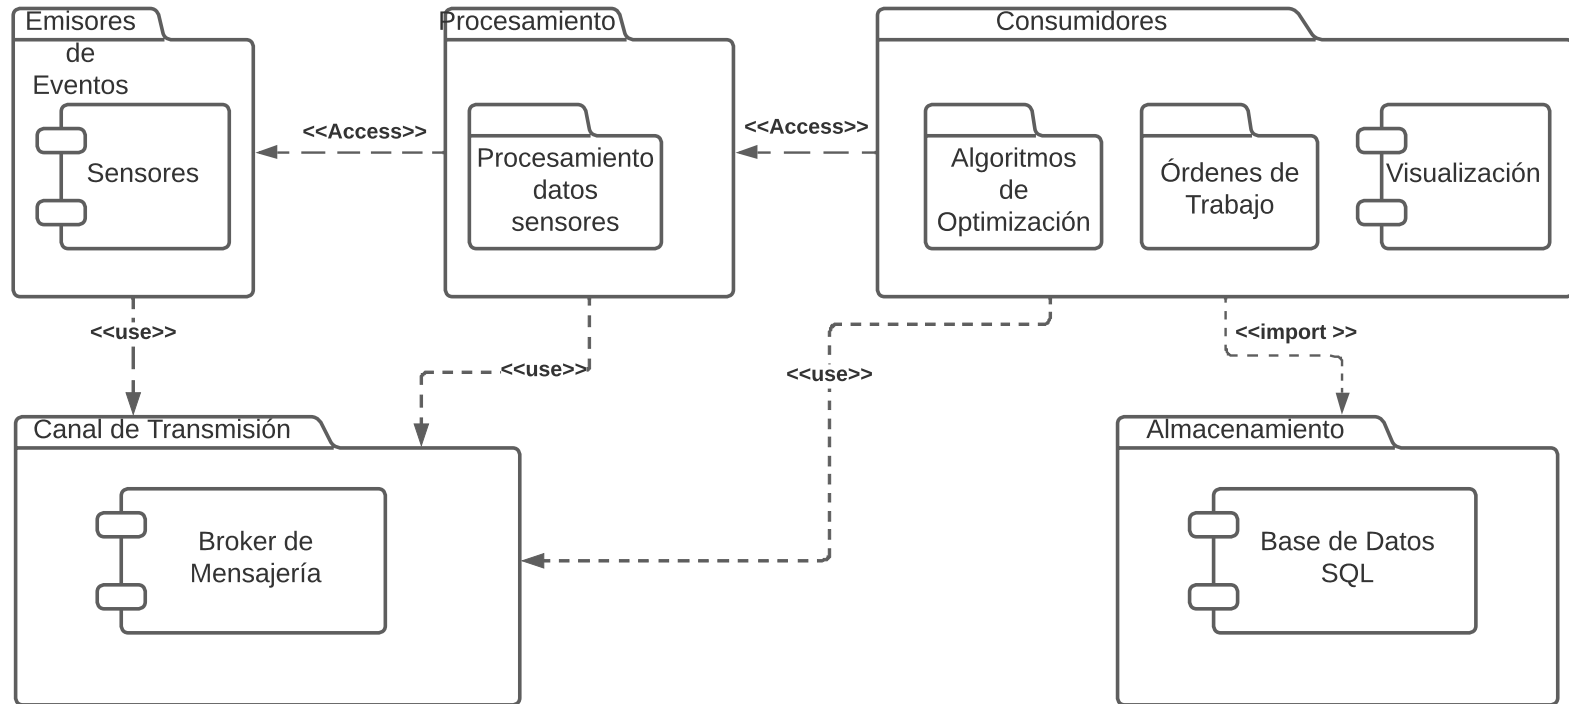 Emisores
de
Eventos
Procesamiento
Consumidores
<<Access>>
<<Access>>
Sensores
Procesamiento
datos
sensores
Algoritmos
de
Optimización
Órdenes de
Trabajo
Visualización
<<use>>
<<use>>
<<use>>
<<import >>
Canal de Transmisión
Almacenamiento
Broker de
Mensajería
Base de Datos
SQL